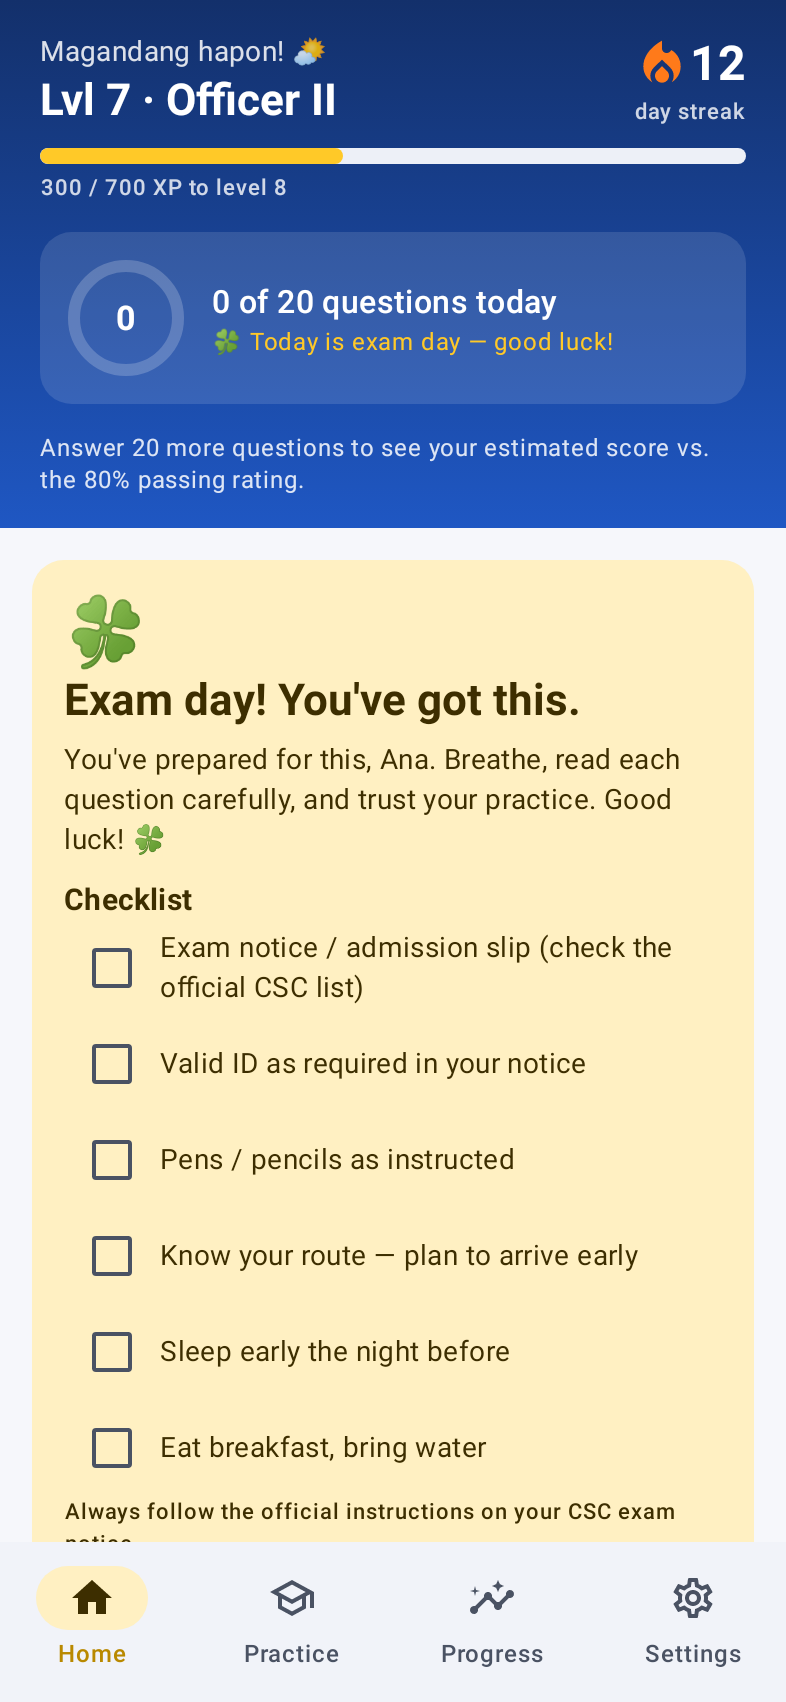 Magandang hapon! 🌤️
Lvl 7 · Officer II
12
day streak
300 / 700 XP to level 8
0
0 of 20 questions today
🍀 Today is exam day — good luck!
Answer 20 more questions to see your estimated score vs.
the 80% passing rating.
🍀
Exam day! You've got this.
You've prepared for this, Ana. Breathe, read each
question carefully, and trust your practice. Good
luck! 🍀
Checklist
Exam notice / admission slip (check the
official CSC list)
Valid ID as required in your notice
Pens / pencils as instructed
Know your route — plan to arrive early
Sleep early the night before
Eat breakfast, bring water
Always follow the official instructions on your CSC exam
notice
Home
Practice
Progress
Settings